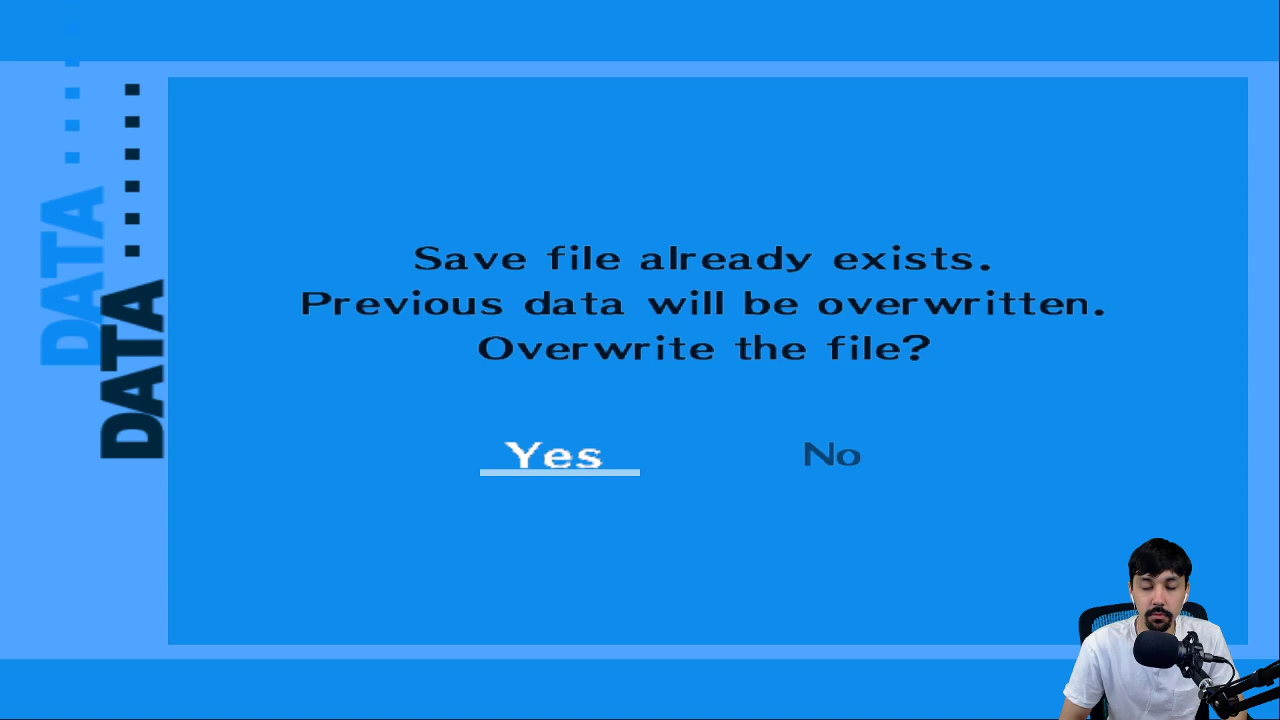 DATA
DATA
Save file already exists.
Previous data will be overwritten.
Overwrite the file?
Yes
No